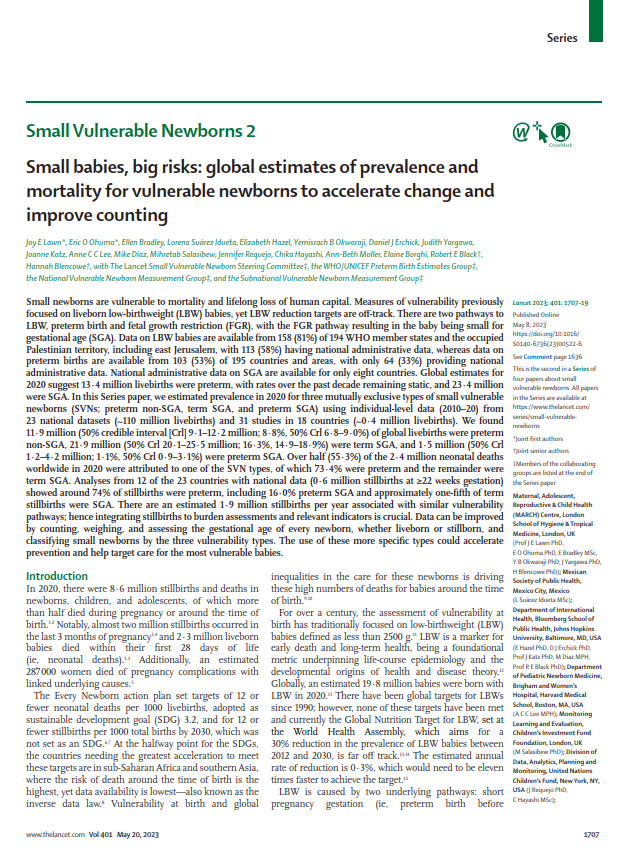 Series
Small Vulnerable Newborns 2
Small babies, big risks: global estimates of prevalence and
mortality for vulnerable newborns to accelerate change and
improve counting
Joy E Lawn*, Eric O Ohuma*, Ellen Bradley, Lorena Suárez Idueta, Elizabeth Hazel, Yemisrach B Okwaraji, Daniel J Erchick, Judith Yargawa,
Joanne Katz, Anne C C Lee, Mike Diaz, Mihretab Salasibew, Jennifer Requejo, Chika Hayashi, Ann-Beth Moller, Elaine Borghi, Robert E Black†,
Hannah Blencowe†, with The Lancet Small Vulnerable Newborn Steering Committee‡, the WHO/UNICEF Preterm Birth Estimates Group‡,
the National Vulnerable Newborn Measurement Group‡, and the Subnational Vulnerable Newborn Measurement Group‡
Small newborns are vulnerable to mortality and lifelong loss of human capital. Measures of vulnerability previously
focused on liveborn low-birthweight (LBW) babies, yet LBW reduction targets are off-track. There are two pathways to
LBW, preterm birth and fetal growth restriction (FGR), with the FGR pathway resulting in the baby being small for
gestational age (SGA). Data on LBW babies are available from 158 (81%) of 194 WHO member states and the occupied
Palestinian territory, including east Jerusalem, with 113 (58%) having national administrative data, whereas data on
preterm births are available from 103 (53%) of 195 countries and areas, with only 64 (33%) providing national
administrative data. National administrative data on SGA are available for only eight countries. Global estimates for
2020 suggest 13·4 million livebirths were preterm, with rates over the past decade remaining static, and 23·4 million
were SGA. In this Series paper, we estimated prevalence in 2020 for three mutually exclusive types of small vulnerable
newborns (SVNs; preterm non-SGA, term SGA, and preterm SGA) using individual-level data (2010–20) from
23 national datasets (~110 million livebirths) and 31 studies in 18 countries (~0·4 million livebirths). We found
11·9 million (50% credible interval [CrI] 9·1–12·2 million; 8·8%, 50% CrI 6·8–9·0%) of global livebirths were preterm
non-SGA, 21·9 million (50% CrI 20·1–25·5 million; 16·3%, 14·9–18·9%) were term SGA, and 1·5 million (50% CrI
1·2–4·2 million; 1·1%, 50% CrI 0·9–3·1%) were preterm SGA. Over half (55·3%) of the 2·4 million neonatal deaths
worldwide in 2020 were attributed to one of the SVN types, of which 73·4% were preterm and the remainder were
term SGA. Analyses from 12 of the 23 countries with national data (0·6 million stillbirths at ≥22 weeks gestation)
showed around 74% of stillbirths were preterm, including 16·0% preterm SGA and approximately one-fifth of term
stillbirths were SGA. There are an estimated 1·9 million stillbirths per year associated with similar vulnerability
pathways; hence integrating stillbirths to burden assessments and relevant indicators is crucial. Data can be improved
by counting, weighing, and assessing the gestational age of every newborn, whether liveborn or stillborn, and
classifying small newborns by the three vulnerability types. The use of these more specific types could accelerate
prevention and help target care for the most vulnerable babies.
Introduction
In 2020, there were 8·6 million stillbirths and deaths in
newborns, children, and adolescents, of which more
than half died during pregnancy or around the time of
birth.1,2 Notably, almost two million stillbirths occurred in
the last 3 months of pregnancy and 2·3 million liveborn
babies died within their first 28 days of life
(ie, neonatal deaths). Additionally, an estimated
287 000 women died of pregnancy complications with
linked underlying causes.
The Every Newborn action plan set targets of 12 or
fewer neonatal deaths per 1000 livebirths, adopted as
sustainable development goal (SDG) 3.2, and for 12 or
fewer stillbirths per 1000 total births by 2030, which was
not set as an SDG. At the halfway point for the SDGs,
the countries needing the greatest acceleration to meet
these targets are in sub-Saharan Africa and southern Asia,
where the risk of death around the time of birth is the
highest, yet data availability is lowest—also known as the
inverse data law. Vulnerability at birth and global
inequalities in the care for these newborns is driving
these high numbers of deaths for babies around the time
of birth.
For over a century, the assessment of vulnerability at
birth has traditionally focused on low-birthweight (LBW)
babies defined as less than 2500 g. LBW is a marker for
early death and long-term health, being a foundational
metric underpinning life-course epidemiology and the
developmental origins of health and disease theory.
Globally, an estimated 19·8 million babies were born with
LBW in 2020. There have been global targets for LBWs
since 1990; however, none of these targets have been met
and currently the Global Nutrition Target for LBW, set at
the World Health Assembly, which aims for a
30% reduction in the prevalence of LBW babies between
2012 and 2030, is far off track. The estimated annual
rate of reduction is 0·3%, which would need to be eleven
times faster to achieve the target.
LBW is caused by two underlying pathways: short
pregnancy gestation (ie, preterm birth before
CrossMark
Lancet 2023; 401: 1707–19
Published Online
May 8, 2023
https://doi.org/10.1016/
S0140-6736(23)00522-6
See Comment page 1636
This is the second in a Series of
four papers about small
vulnerable newborns. All papers
in the Series are available at
https://www.thelancet.com/
series/small-vulnerable-
newborns
*Joint first authors
†Joint senior authors
‡Members of the collaborating
groups are listed at the end of
the Series paper
Maternal, Adolescent,
Reproductive & Child Health
(MARCH) Centre, London
School of Hygiene & Tropical
Medicine, London, UK
(Prof J E Lawn PhD,
E O Ohuma PhD, E Bradley MSc,
Y B Okwaraji PhD, J Yargawa PhD,
H Blencowe PhD); Mexican
Society of Public Health,
Mexico City, Mexico
(L Suárez Idueta MSc);
Department of International
Health, Bloomberg School of
Public Health, Johns Hopkins
University, Baltimore, MD, USA
(E Hazel PhD, D J Erchick PhD,
Prof J Katz PhD, M Diaz MPH,
Prof R E Black PhD); Department
of Pediatric Newborn Medicine,
Brigham and Women's
Hospital, Harvard Medical
School, Boston, MA, USA
(A C C Lee MPH); Monitoring
Learning and Evaluation,
Children's Investment Fund
Foundation, London, UK
(M Salasibew PhD); Division of
Data, Analytics, Planning and
Monitoring, United Nations
Children's Fund, New York, NY,
USA (J Requejo PhD,
C Hayashi MSc);
www.thelancet.com Vol 401 May 20, 2023
1707